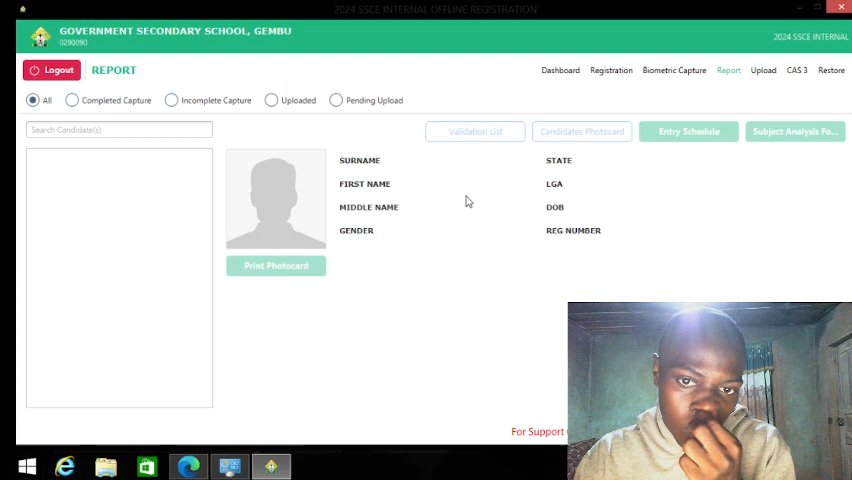 2024 SSCE INTERNAL OFFLINE REGISTRATION
GOVERNMENT SECONDARY SCHOOL, GEMBU
0290090
2024 SSCE INTERNAL
Logout REPORT Dashboard Registration Biometric Capture Report Upload CAS 3 Restore
All Completed Capture Incomplete Capture Uploaded Pending Upload
Search Candidate(s) Validation List Candidates Photocard Entry Schedule Subject Analysis Fo...
SURNAME STATE
FIRST NAME LGA
MIDDLE NAME DOB
GENDER REG NUMBER
Print Photocard
For Support